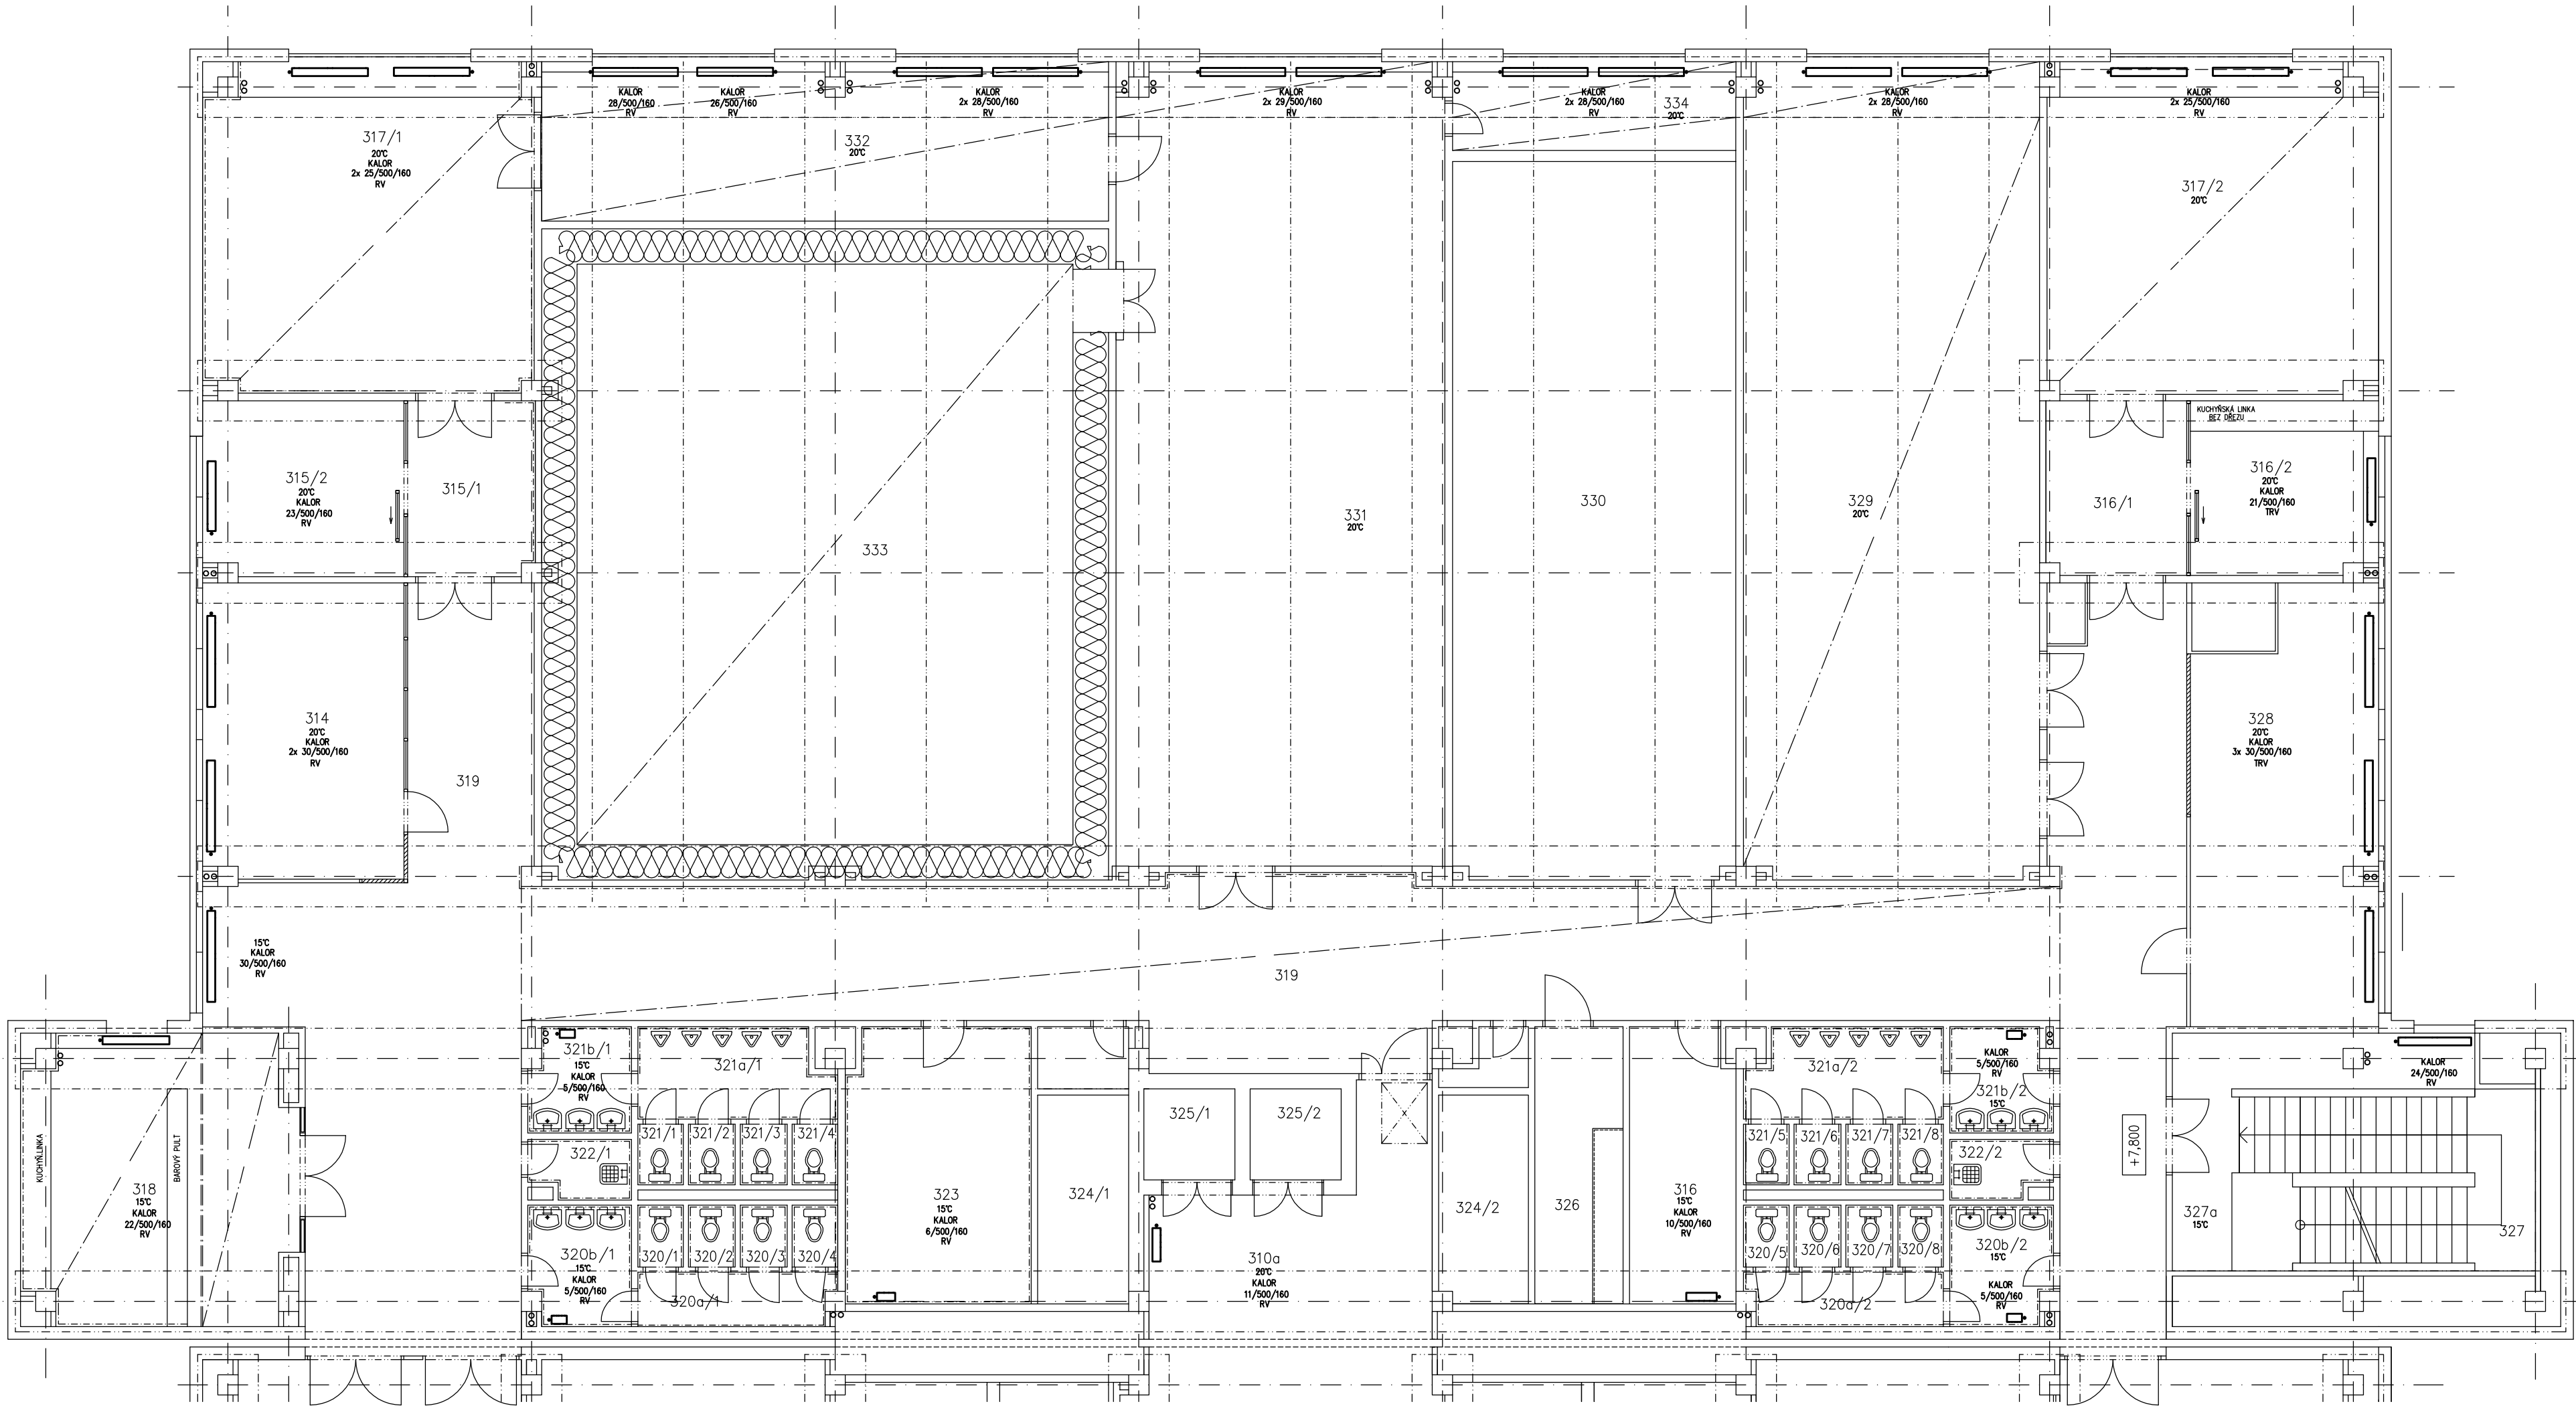 KALOR
28/500/160
RV
KALOR
26/500/160
RV
KALOR
2x 28/500/160
RV
KALOR
2x 29/500/160
RV
KALOR
2x 28/500/160
RV
334
20°C
KALOR
2x 28/500/160
RV
KALOR
2x 25/500/160
RV
317/1
20°C
KALOR
2x 25/500/160
RV
332
20°C
317/2
20°C
KUCHYŇSKÁ LINKA
BEZ DŘEZU
315/2
20°C
KALOR
23/500/160
RV
315/1
333
331
20°C
330
329
20°C
316/1
316/2
20°C
KALOR
21/500/160
TRV
314
20°C
KALOR
2x 30/500/160
RV
319
328
20°C
KALOR
3x 30/500/160
TRV
15°C
KALOR
30/500/160
RV
319
KUCHYŇ.LINKA
BAROVÝ PULT
318
15°C
KALOR
22/500/160
RV
321b/1
15°C
KALOR
5/500/160
RV
321a/1
321/1
321/2
321/3
321/4
322/1
320b/1
15°C
KALOR
5/500/160
RV
320/1
320/2
320/3
320/4
320a/1
323
15°C
KALOR
6/500/160
RV
324/1
325/1
325/2
310a
20°C
KALOR
11/500/160
RV
324/2
326
316
15°C
KALOR
10/500/160
RV
321a/2
321/5
321/6
321/7
321/8
KALOR
5/500/160
RV
321b/2
15°C
322/2
320/5
320/6
320/7
320/8
320a/2
320b/2
15°C
KALOR
5/500/160
RV
+7,800
KALOR
24/500/160
RV
327a
15°C
327